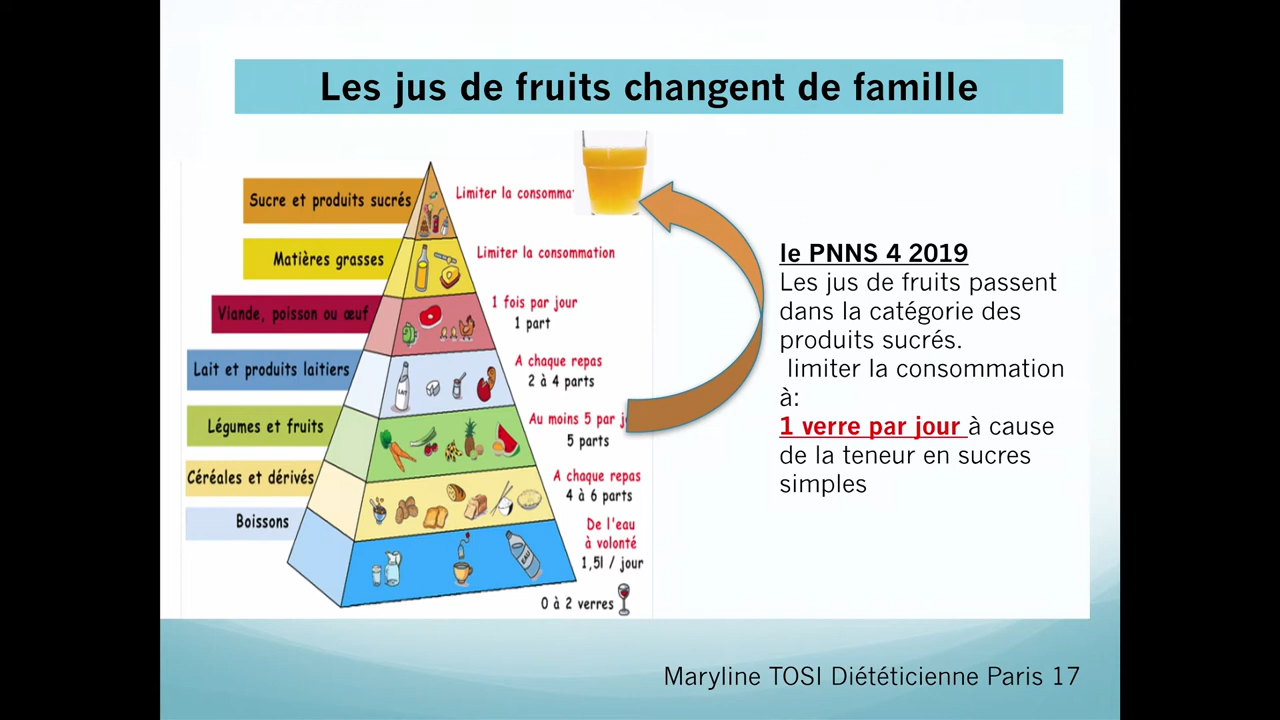 Les jus de fruits changent de famille
Sucre et produits sucrés
Limiter la
Matières grasses
Limiter la consommation
Viande, poisson ou œuf
1 fois par jour
1 part
Lait et produits laitiers
A chaque repas
2 à 4 parts
Légumes et fruits
Au moins 5 par
5 parts
Céréales et dérivés
A chaque repas
4 à 6 parts
Boissons
De l'eau
à volonté
1,5l / jour
0 à 2 verres
LAIT
EAU
le PNNS 4 2019
Les jus de fruits passent
dans la catégorie des
produits sucrés.
limiter la consommation
à:
1 verre par jour à cause
de la teneur en sucres
simples
Maryline TOSI Diététicienne Paris 17